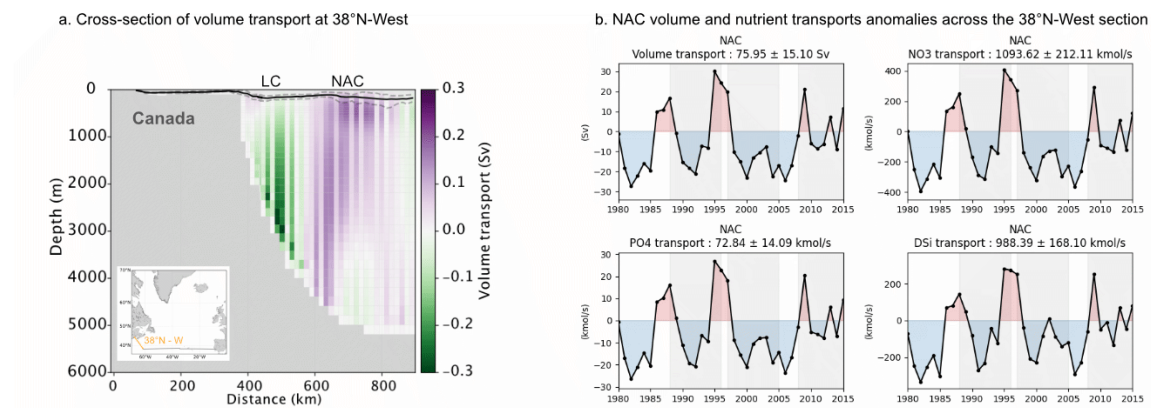 a. Cross-section of volume transport at 38°N-West
LC NAC
0
1000
2000
3000
4000
5000
6000
Depth (m)
Canada
38°N - W
60°W 40°W 20°W
0 200 400 600 800
Distance (km)
0.3
0.2
0.1
0.0
−0.1
−0.2
−0.3
Volume transport (Sv)
b. NAC volume and nutrient transports anomalies across the 38°N-West section
NAC
Volume transport : 75.95 ± 15.10 Sv
30
20
10
0
−10
−20
−30
(Sv)
1980 1985 1990 1995 2000 2005 2010 2015
NAC
NO3 transport : 1093.62 ± 212.11 kmol/s
400
200
0
−200
−400
(kmol/s)
1980 1985 1990 1995 2000 2005 2010 2015
NAC
PO4 transport : 72.84 ± 14.09 kmol/s
30
20
10
0
−10
−20
−30
(kmol/s)
1980 1985 1990 1995 2000 2005 2010 2015
NAC
DSi transport : 988.39 ± 168.10 kmol/s
200
0
−200
(kmol/s)
1980 1985 1990 1995 2000 2005 2010 2015